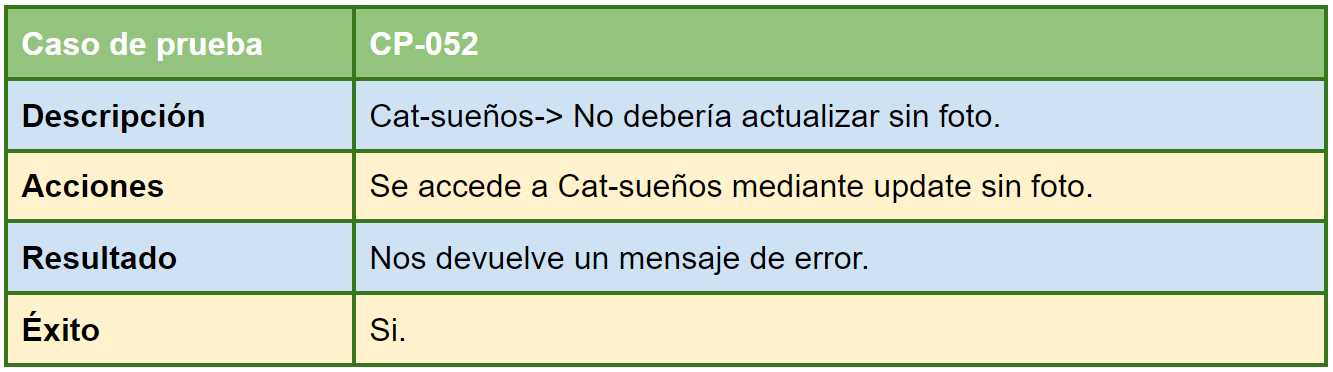 Caso de prueba CP-052
Descripción Cat-sueños-> No debería actualizar sin foto.
Acciones Se accede a Cat-sueños mediante update sin foto.
Resultado Nos devuelve un mensaje de error.
Éxito Si.